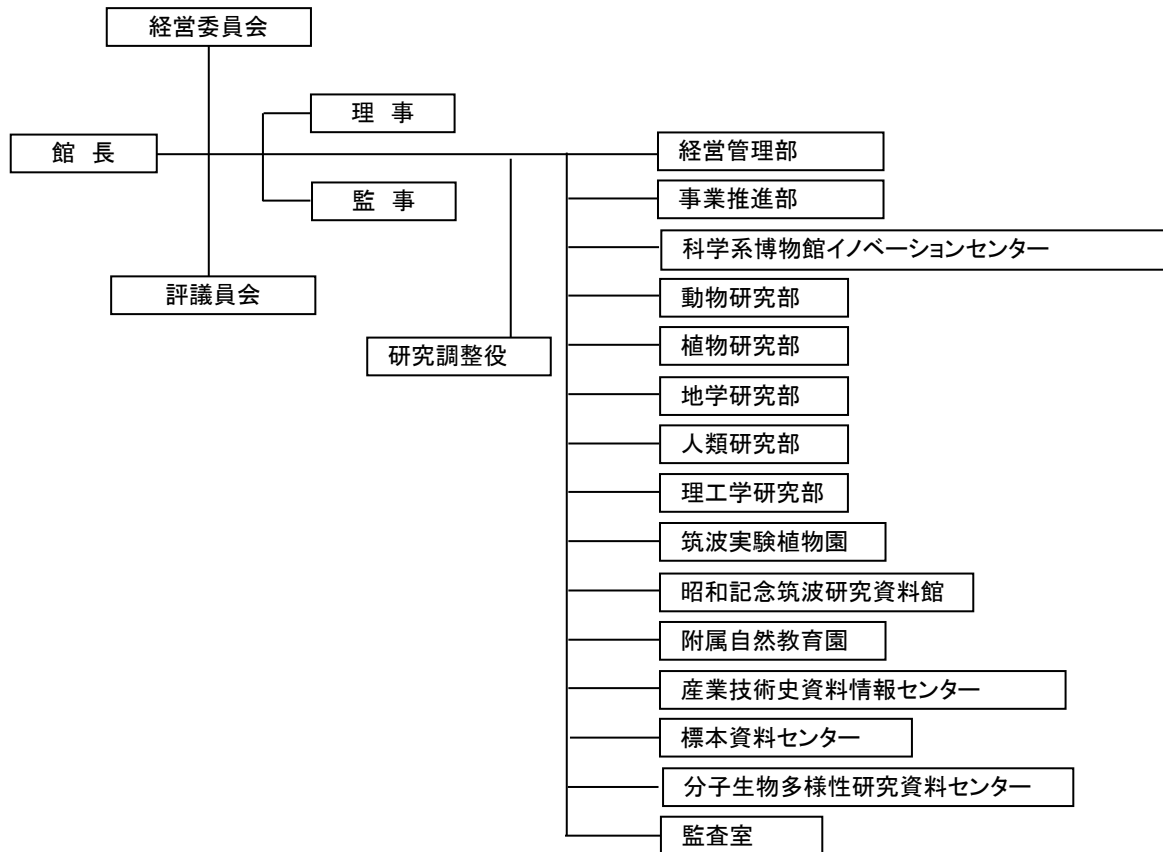 経営委員会
理 事
館 長
監 事
評議員会
研究調整役
経営管理部
事業推進部
科学系博物館イノベーションセンター
動物研究部
植物研究部
地学研究部
人類研究部
理工学研究部
筑波実験植物園
昭和記念筑波研究資料館
附属自然教育園
産業技術史資料情報センター
標本資料センター
分子生物多様性研究資料センター
監査室